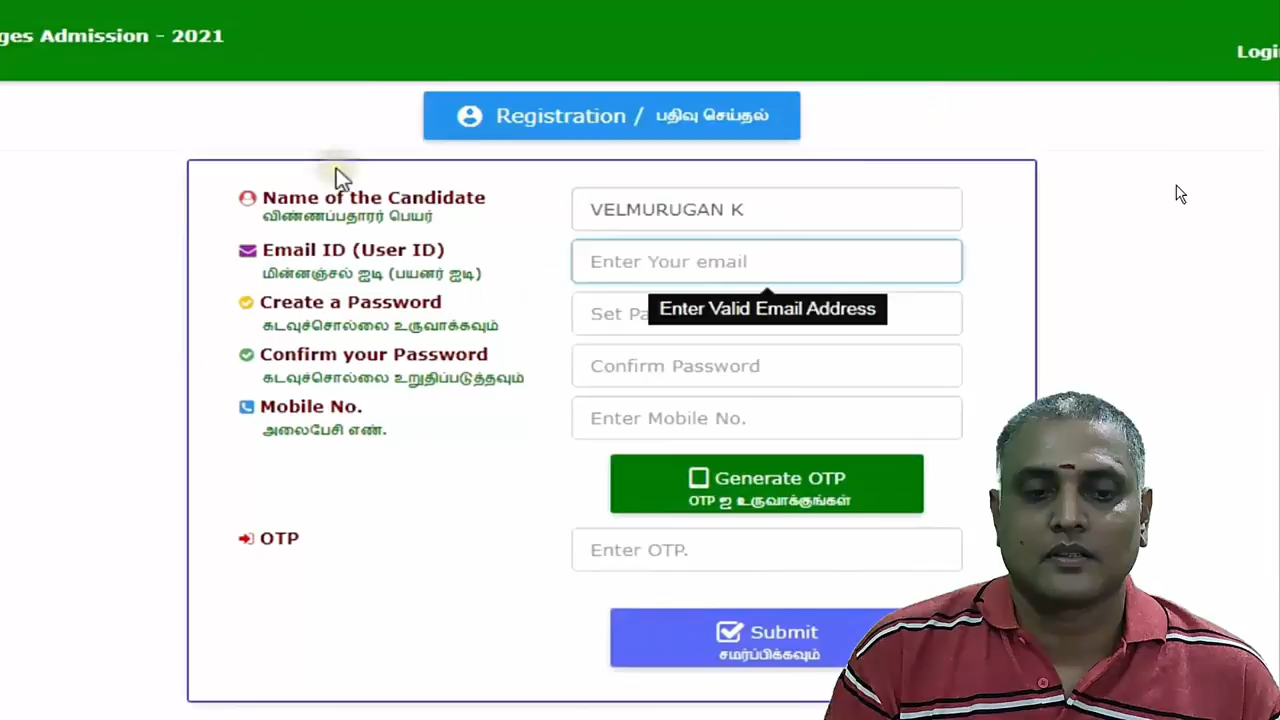 ges Admission - 2021
Login
Registration / பதிவு செய்தல்
Name of the Candidate
விண்ணப்பதாரர் பெயர்
VELMURUGAN K
Email ID (User ID)
மின்னஞ்சல் ஐடி (பயனர் ஐடி)
Enter Your email
Enter Valid Email Address
Create a Password
கடவுச்சொல்லை உருவாக்கவும்
Set Pa
Confirm your Password
கடவுச்சொல்லை உறுதிப்படுத்தவும்
Confirm Password
Mobile No.
அலைபேசி எண்.
Enter Mobile No.
Generate OTP
OTP ஐ உருவாக்குங்கள்
OTP
Enter OTP.
Submit
சமர்ப்பிக்கவும்